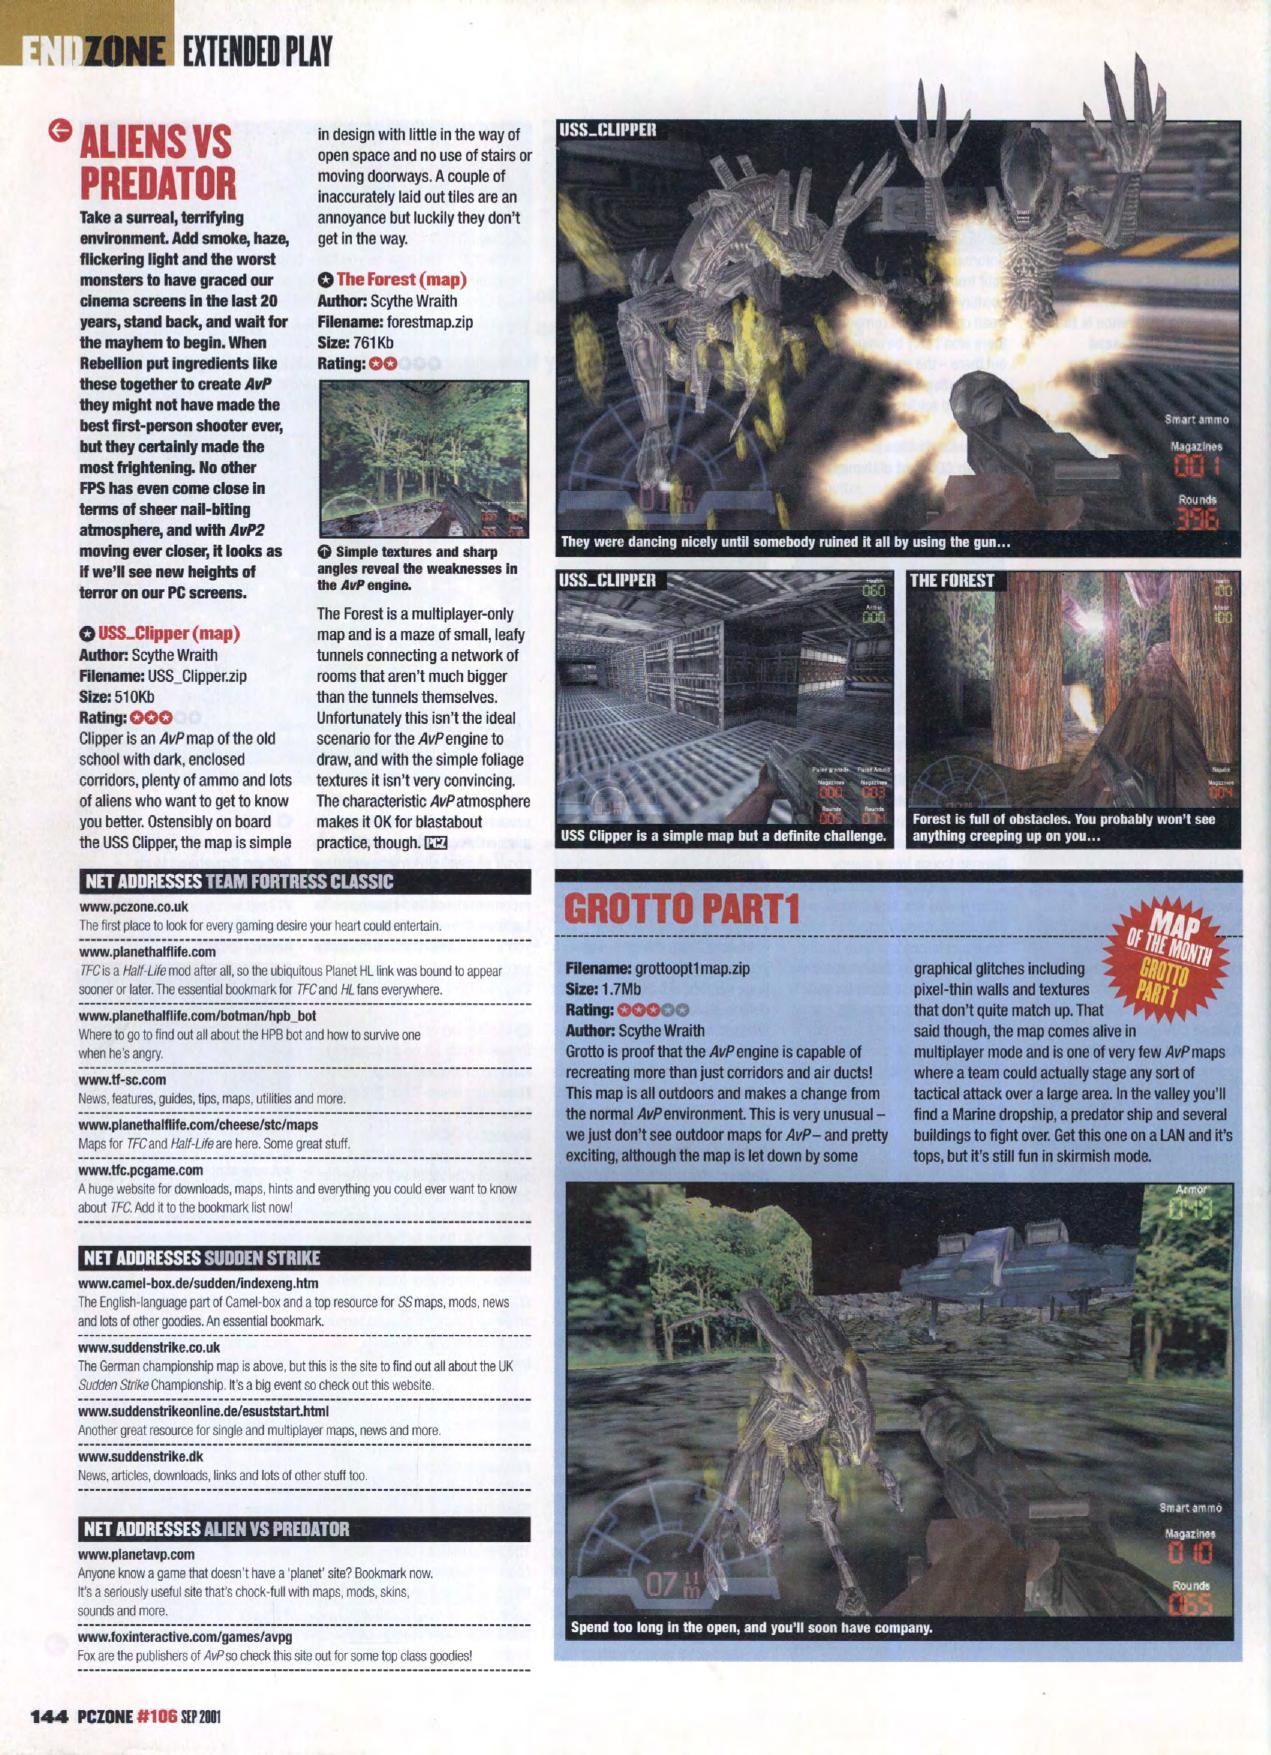 ENDZONE EXTENDED PLAY
ALIENS VS
PREDATOR
Take a surreal, terrifying
environment. Add smoke, haze,
flickering light and the worst
monsters to have graced our
cinema screens in the last 20
years, stand back, and wait for
the mayhem to begin. When
Rebellion put ingredients like
these together to create AvP
they might not have made the
best first-person shooter ever,
but they certainly made the
most frightening. No other
FPS has even come close in
terms of sheer nail-biting
atmosphere, and with AvP2
moving ever closer, it looks as
if we'll see new heights of
terror on our PC screens.
USS_Clipper (map)
Author: Scythe Wraith
Filename: USS_Clipper.zip
Size: 510Kb
Rating:
Clipper is an AvP map of the old
school with dark, enclosed
corridors, plenty of ammo and lots
of aliens who want to get to know
you better. Ostensibly on board
the USS Clipper, the map is simple
in design with little in the way of
open space and no use of stairs or
moving doorways. A couple of
inaccurately laid out tiles are an
annoyance but luckily they don't
get in the way.
The Forest (map)
Author: Scythe Wraith
Filename: forestmap.zip
Size: 761Kb
Rating:
Simple textures and sharp
angles reveal the weaknesses in
the AvP engine.
The Forest is a multiplayer-only
map and is a maze of small, leafy
tunnels connecting a network of
rooms that aren't much bigger
than the tunnels themselves.
Unfortunately this isn't the ideal
scenario for the AvP engine to
draw, and with the simple foliage
textures it isn't very convincing.
The characteristic AvP atmosphere
makes it OK for blastabout
practice, though. PCZ
USS_CLIPPER
Smart ammo
Magazines
001
Rounds
396
They were dancing nicely until somebody ruined it all by using the gun...
USS_CLIPPER
Health
060
000
Magazines
000 003
Rounds
USS Clipper is a simple map but a definite challenge.
THE FOREST
100
100
004
Forest is full of obstacles. You probably won't see
anything creeping up on you...
NET ADDRESSES TEAM FORTRESS CLASSIC
www.pczone.co.uk
The first place to look for every gaming desire your heart could entertain.
www.planethalflife.com
TFC is a Half-Life mod after all, so the ubiquitous Planet HL link was bound to appear
sooner or later. The essential bookmark for TFC and HL fans everywhere.
www.planethalflife.com/botman/hpb_bot
Where to go to find out all about the HPB bot and how to survive one
when he's angry.
www.tf-sc.com
News, features, guides, tips, maps, utilities and more.
www.planethalflife.com/cheese/stc/maps
Maps for TFC and Half-Life are here. Some great stuff.
www.tfc.pcgame.com
A huge website for downloads, maps, hints and everything you could ever want to know
about TFC. Add it to the bookmark list now!
NET ADDRESSES SUDDEN STRIKE
www.camel-box.de/sudden/indexeng.htm
The English-language part of Camel-box and a top resource for SS maps, mods, news
and lots of other goodies. An essential bookmark.
www.suddenstrike.co.uk
The German championship map is above, but this is the site to find out all about the UK
Sudden Strike Championship. It's a big event so check out this website.
www.suddenstrikeonline.de/esuststart.html
Another great resource for single and multiplayer maps, news and more.
www.suddenstrike.dk
News, articles, downloads, links and lots of other stuff too.
NET ADDRESSES ALIEN VS PREDATOR
www.planetavp.com
Anyone know a game that doesn't have a 'planet' site? Bookmark now.
It's a seriously useful site that's chock-full with maps, mods, skins,
sounds and more.
www.foxinteractive.com/games/avpg
Fox are the publishers of AvP so check this site out for some top class goodies!
GROTTO PART1
MAP
OF THE MONTH
GROTTO
PART 1
Filename: grottoopt1map.zip
Size: 1.7Mb
Rating:
Author: Scythe Wraith
Grotto is proof that the AvP engine is capable of
recreating more than just corridors and air ducts!
This map is all outdoors and makes a change from
the normal AvP environment. This is very unusual –
we just don't see outdoor maps for AvP – and pretty
exciting, although the map is let down by some
graphical glitches including
pixel-thin walls and textures
that don't quite match up. That
said though, the map comes alive in
multiplayer mode and is one of very few AvP maps
where a team could actually stage any sort of
tactical attack over a large area. In the valley you'll
find a Marine dropship, a predator ship and several
buildings to fight over. Get this one on a LAN and it's
tops, but it's still fun in skirmish mode.
Armor
Smart ammo
Magazines
010
Rounds
065
07 11
m
Spend too long in the open, and you'll soon have company.
144 PCZONE #106 SEP 2001